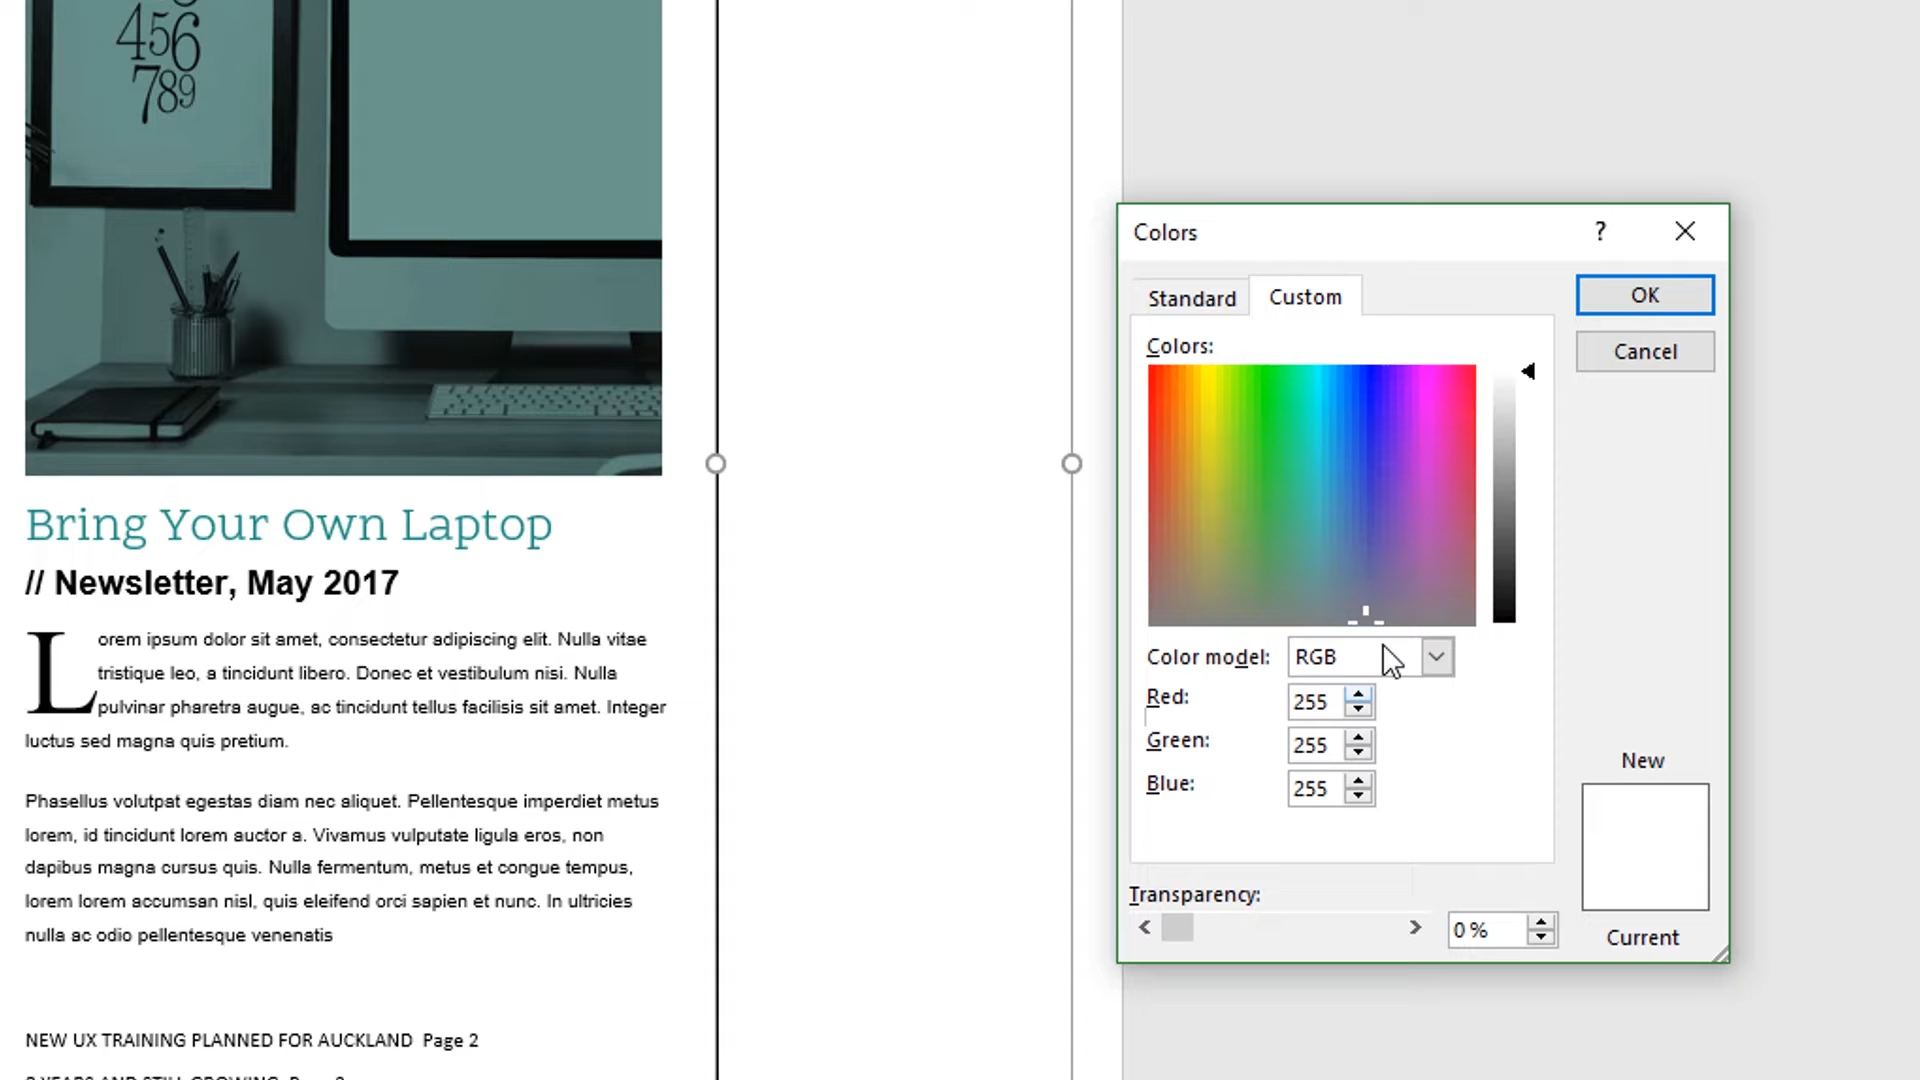 456
789
Bring Your Own Laptop
// Newsletter, May 2017
Lorem ipsum dolor sit amet, consectetur adipiscing elit. Nulla vitae
tristique leo, a tincidunt libero. Donec et vestibulum nisi. Nulla
pulvinar pharetra augue, ac tincidunt tellus facilisis sit amet. Integer
luctus sed magna quis pretium.
Phasellus volutpat egestas diam nec aliquet. Pellentesque imperdiet metus
lorem, id tincidunt lorem auctor a. Vivamus vulputate ligula eros, non
dapibus magna cursus quis. Nulla fermentum, metus et congue tempus,
lorem lorem accumsan nisl, quis eleifend orci sapien et nunc. In ultricies
nulla ac odio pellentesque venenatis
NEW UX TRAINING PLANNED FOR AUCKLAND Page 2
Colors
?
Standard
Custom
OK
Cancel
Colors:
Color model: RGB
Red: 255
Green: 255
Blue: 255
New
Current
Transparency:
0 %